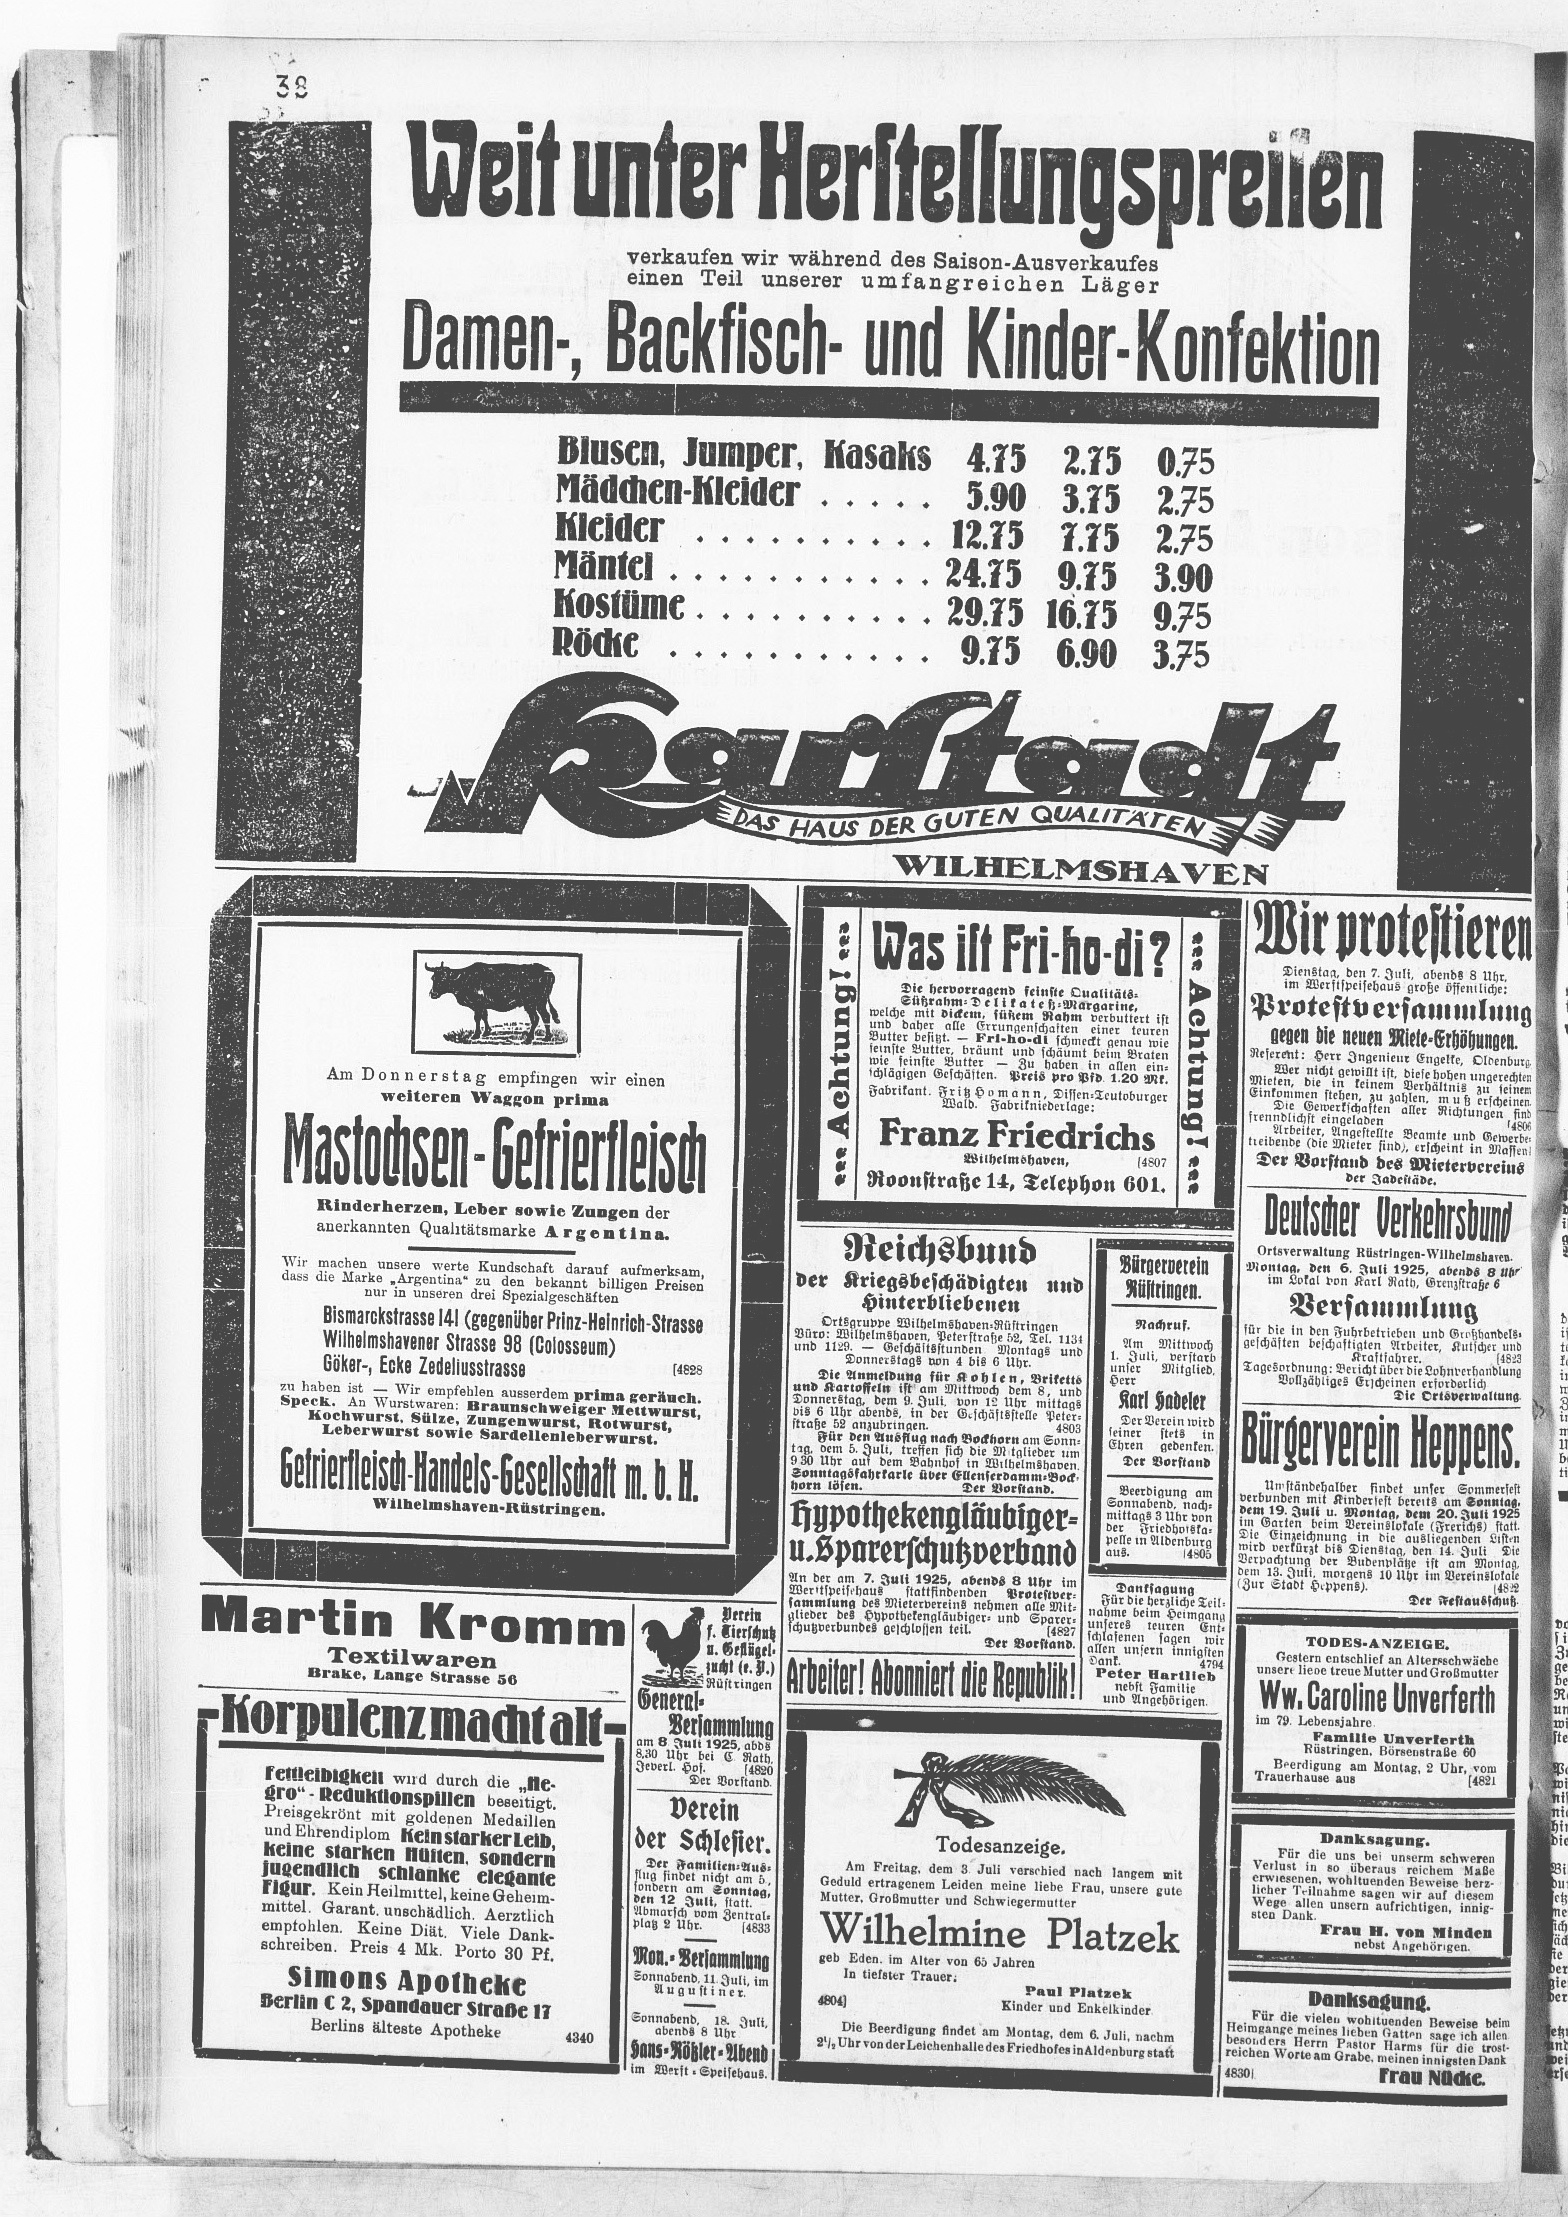 38
Weit unter Herstellungspreisen
verkaufen wir während des Saison-Ausverkaufes
einen Teil unserer umfangreichen Läger
Damen-, Backfisch- und Kinder-Konfektion
Blusen, Jumper, Kasaks 4.75 2.75 0.75
Mädchen-Kleider . . . . . 5.90 3.75 2.75
Kleider . . . . . . . . . . 12.75 7.75 2.75
Mäntel . . . . . . . . . . . 24.75 9.75 3.90
Kostüme . . . . . . . . . . 29.75 16.75 9.75
Röcke . . . . . . . . . . . 9.75 6.90 3.75
Karstadt
DAS HAUS DER GUTEN QUALITÄTEN
WILHELMSHAVEN
Am Donnerstag empfingen wir einen
weiteren Waggon prima
Mastochsen-Gefrierfleisch
Rinderherzen, Leber sowie Zungen der
anerkannten Qualitätsmarke Argentina.
Wir machen unsere werte Kundschaft darauf aufmerksam,
dass die Marke „Argentina" zu den bekannt billigen Preisen
nur in unseren drei Spezialgeschäften
Bismarckstrasse 141 (gegenüber Prinz-Heinrich-Strasse
Wilhelmshavener Strasse 98 (Colosseum)
Göker-, Ecke Zedeliusstrasse [4828
zu haben ist — Wir empfehlen ausserdem prima geräuch.
Speck. An Wurstwaren: Braunschweiger Mettwurst,
Kochwurst, Sülze, Zungenwurst, Rotwurst,
Leberwurst sowie Sardellenleberwurst.
Gefrierfleisch-Handels-Gesellschaft m. b. H.
Wilhelmshaven-Rüstringen.
Martin Kromm
Textilwaren
Brake, Lange Strasse 56
Korpulenz macht alt
Fettleibigkeit wird durch die „He-
gro"-Reduktionspillen beseitigt.
Preisgekrönt mit goldenen Medaillen
und Ehrendiplom Kein starker Leib,
keine starken Hüften, sondern
jugendlich schlanke elegante
Figur. Kein Heilmittel, keine Geheim-
mittel. Garant. unschädlich. Aerztlich
empfohlen. Keine Diät. Viele Dank-
schreiben. Preis 4 Mk. Porto 30 Pf.
Simons Apotheke
Berlin C 2, Spandauer Straße 17
Berlins älteste Apotheke 4340
Verein
f. Tierschutz
u. Geflügel-
zucht (e. V.)
Rüstringen
General-
Versammlung
am 8 Juli 1925, abds
8,30 Uhr bei C Rath,
Jeverl. Hof. [4820
Der Vorstand.
Verein
der Schlesier.
Der Familien-Aus-
flug findet nicht am 5,
sondern am Sonntag,
den 12 Juli, statt.
Abmarsch vom Zentral-
platz 2 Uhr. [4833
Mon.-Versammlung
Sonnabend, 11. Juli, im
Augustiner.
Sonnabend, 18. Juli,
abends 8 Uhr
Hans-Rößler-Abend
im Werft-Speisehaus.
Achtung!
Was ist Fri-ho-di?
Die hervorragend feinste Qualitäts-
Süßrahm-Delikateß-Margarine,
welche mit dickem, süßem Rahm verbuttert ist
und daher alle Errungenschaften einer teuren
Butter besitzt. — Fri-ho-di schmeckt genau wie
feinste Butter, bräunt und schäumt beim Braten
wie feinste Butter — Zu haben in allen ein-
schlägigen Geschäften. Preis pro Pfd. 1.20 Mk.
Fabrikant. Fritz Homann, Dissen-Teutoburger
Wald. Fabrikniederlage:
Franz Friedrichs
Wilhelmshaven, [4807
Roonstraße 14, Telephon 601.
Achtung!
Reichsbund
der Kriegsbeschädigten und
Hinterbliebenen
Ortsgruppe Wilhelmshaven-Rüstringen
Büro: Wilhelmshaven, Peterstraße 52, Tel. 1134
und 1129. — Geschäftsstunden Montags und
Donnerstags von 4 bis 6 Uhr.
Die Anmeldung für Kohlen, Briketts
und Kartoffeln ist am Mittwoch dem 8, und
Donnerstag, dem 9. Juli, von 12 Uhr mittags
bis 6 Uhr abends, in der Geschäftsstelle Peter-
straße 52 anzubringen. 4803
Für den Ausflug nach Bockhorn am Sonn-
tag, dem 5. Juli, treffen sich die Mitglieder um
9 30 Uhr auf dem Bahnhof in Wilhelmshaven.
Sonntagsfahrkarte über Ellenserdamm-Bock-
horn lösen. Der Vorstand.
Hypothekengläubiger-
u. Sparerschutzverband
An der am 7. Juli 1925, abends 8 Uhr im
Werftspeisehaus stattfindenden Protestver-
sammlung des Mietervereins nehmen alle Mit-
glieder des Hypothekengläubiger- und Sparer-
schutzverbundes geschlossen teil. [4827
Der Vorstand.
Arbeiter! Abonniert die Republik!
Bürgerverein
Rüstringen.
Nachruf.
Am Mittwoch
1. Juli, verstarb
unser Mitglied,
Herr
Karl Hadeler
Der Verein wird
seiner stets in
Ehren gedenken.
Der Vorstand
Beerdigung am
Sonnabend, nach-
mittags 3 Uhr von
der Friedhofska-
pelle in Aldenburg
aus. [4805
Danksagung
Für die herzliche Teil-
nahme beim Heimgang
unseres teuren Ent-
schlafenen sagen wir
allen unsern innigsten
Dank. 4794
Peter Hartlieb
nebst Familie
und Angehörigen.
Todesanzeige.
Am Freitag, dem 3. Juli verschied nach langem mit
Geduld ertragenem Leiden meine liebe Frau, unsere gute
Mutter, Großmutter und Schwiegermutter
Wilhelmine Platzek
geb Eden, im Alter von 65 Jahren
In tiefster Trauer:
Paul Platzek
4804] Kinder und Enkelkinder
Die Beerdigung findet am Montag, dem 6. Juli, nachm
2½ Uhr von der Leichenhalle des Friedhofes in Aldenburg statt
Wir protestieren
Dienstag, den 7. Juli, abends 8 Uhr,
im Werftspeisehaus große öffentliche:
Protestversammlung
gegen die neuen Miete-Erhöhungen.
Referent: Herr Ingenieur Engelke, Oldenburg.
Wer nicht gewillt ist, diese hohen ungerechten
Mieten, die in keinem Verhältnis zu seinem
Einkommen stehen, zu zahlen, muß erscheinen.
Die Gewerkschaften aller Richtungen sind
freundlichst eingeladen [4806
Arbeiter, Angestellte Beamte und Gewerbe-
treibende (die Mieter sind), erscheint in Massen!
Der Vorstand des Mietervereins
der Jadestäde.
Deutscher Verkehrsbund
Ortsverwaltung Rüstringen-Wilhelmshaven.
Montag, den 6. Juli 1925, abends 8 Uhr
im Lokal von Karl Rath, Grenzstraße 6
Versammlung
für die in den Fuhrbetrieben und Großhandels-
geschäften beschäftigten Arbeiter, Kutscher und
Kraftfahrer. [4823
Tagesordnung: Bericht über die Lohnverhandlung
Vollzähliges Erscheinen erforderlich
Die Ortsverwaltung.
Bürgerverein Heppens.
Umständehalber findet unser Sommerfest
verbunden mit Kinderfest bereits am Sonntag,
dem 19. Juli u. Montag, dem 20. Juli 1925
im Garten beim Vereinslokale (Frerichs) statt.
Die Einzeichnung in die ausliegenden Listen
wird verkürzt bis Dienstag, den 14. Juli Die
Verpachtung der Budenplätze ist am Montag,
dem 13. Juli, morgens 10 Uhr im Vereinslokale
(Zur Stadt Heppens). [4822
Der Festausschuß.
TODES-ANZEIGE.
Gestern entschlief an Altersschwäche
unsere liebe treue Mutter und Großmutter
Ww. Caroline Unverferth
im 79. Lebensjahre
Familie Unverferth
Rüstringen, Börsenstraße 60
Beerdigung am Montag, 2 Uhr, vom
Trauerhause aus [4821
Danksagung.
Für die uns bei unserm schweren
Verlust in so überaus reichem Maße
erwiesenen, wohltuenden Beweise herz-
licher Teilnahme sagen wir auf diesem
Wege allen unsern aufrichtigen, innig-
sten Dank.
Frau H. von Minden
nebst Angehörigen.
Danksagung.
Für die vielen wohltuenden Beweise beim
Heimgange meines lieben Gatten sage ich allen
besonders Herrn Pastor Harms für die trost-
reichen Worte am Grabe, meinen innigsten Dank
4830] Frau Nücke.